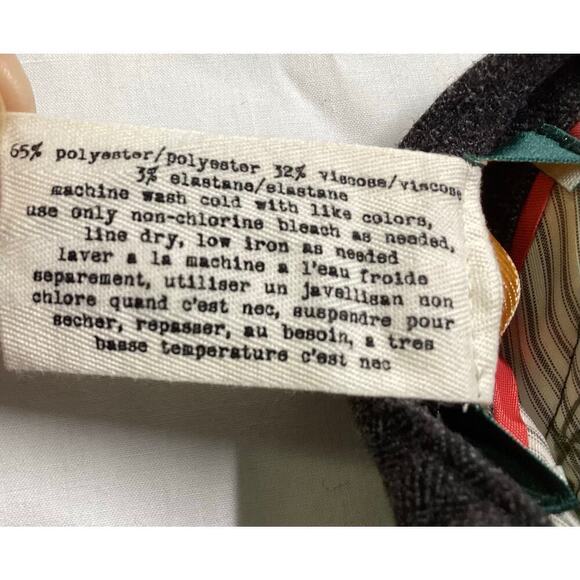 65% polyester/polyester 32% viscose/viscose
3% elastane/elastane
machine wash cold with like colors,
use only non-chlorine bleach as needed,
line dry, low iron as needed
laver a la machine a l'eau froide
separement, utiliser un javellisan non
chlore quand c'est nec, suspendre pour
secher, repasser, au besoin, a tres
basse temperature c'est nec